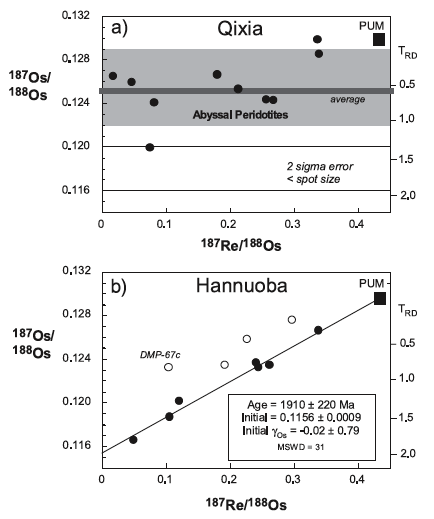 a) Qixia PUM
0.132
0.128
0.124
0.120
0.116
187Os/
188Os
TRD
0.5
1.0
1.5
2.0
average
Abyssal Peridotites
2 sigma error
< spot size
0 0.1 0.2 0.3 0.4
187Re/188Os
b) Hannuoba PUM
0.132
0.128
0.124
0.120
0.116
187Os/
188Os
TRD
0.5
1.0
1.5
2.0
DMP-67c
Age = 1910 ± 220 Ma
Initial = 0.1156 ± 0.0009
Initial γOs = -0.02 ± 0.79
MSWD = 31
0 0.1 0.2 0.3 0.4
187Re/188Os